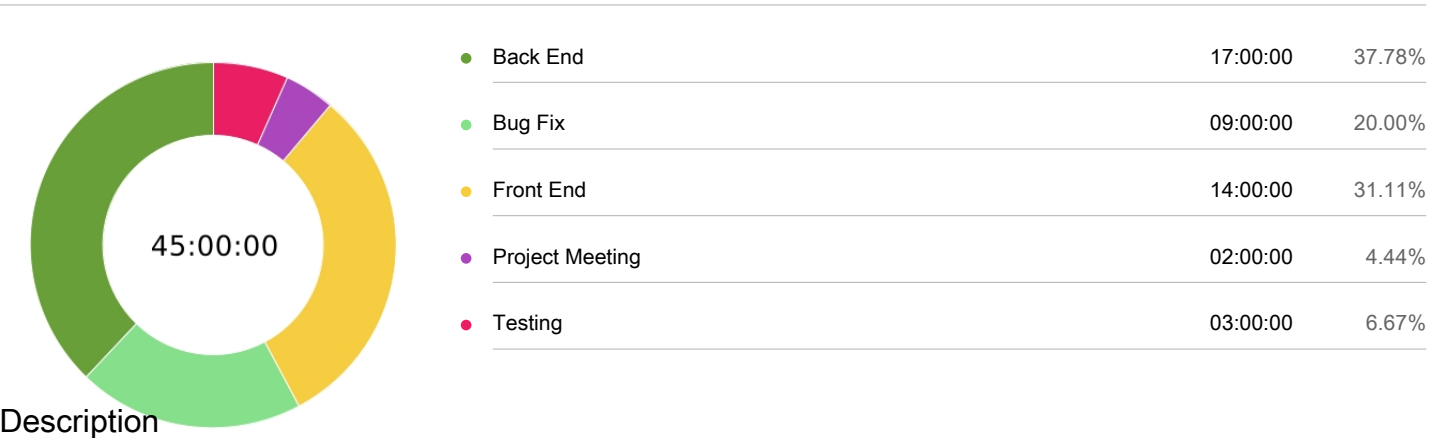 Back End 17:00:00 37.78%
Bug Fix 09:00:00 20.00%
Front End 14:00:00 31.11%
45:00:00
Project Meeting 02:00:00 4.44%
Testing 03:00:00 6.67%
Description